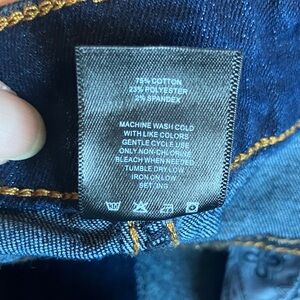 75% COTTON
23% POLYESTER
2% SPANDEX
MACHINE WASH COLD
WITH LIKE COLORS
GENTLE CYCLE USE
ONLY NON-CHLORINE
BLEACH WHEN NEEDED
TUMBLE DRY LOW
IRON ON LOW
SETTING